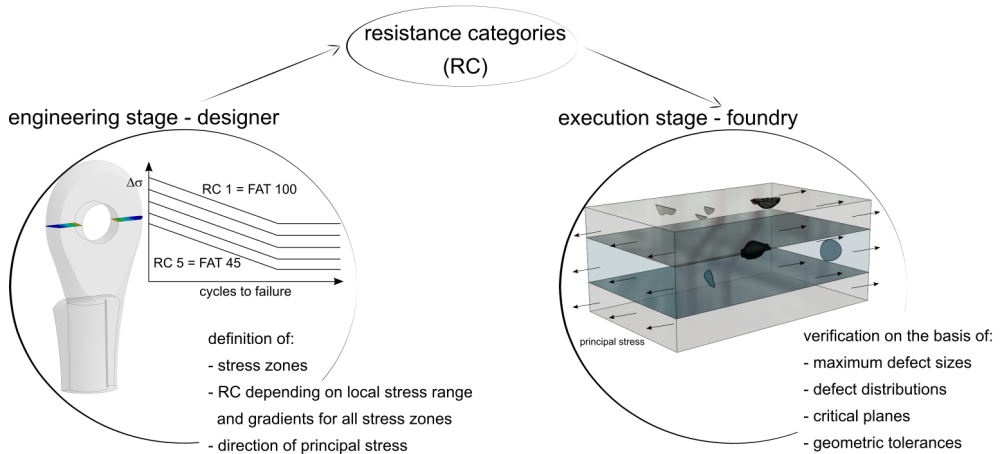 resistance categories
(RC)
engineering stage - designer
execution stage - foundry
Δσ
RC 1 = FAT 100
RC 5 = FAT 45
cycles to failure
definition of:
- stress zones
- RC depending on local stress range
and gradients for all stress zones
- direction of principal stress
principal stress
verification on the basis of:
- maximum defect sizes
- defect distributions
- critical planes
- geometric tolerances